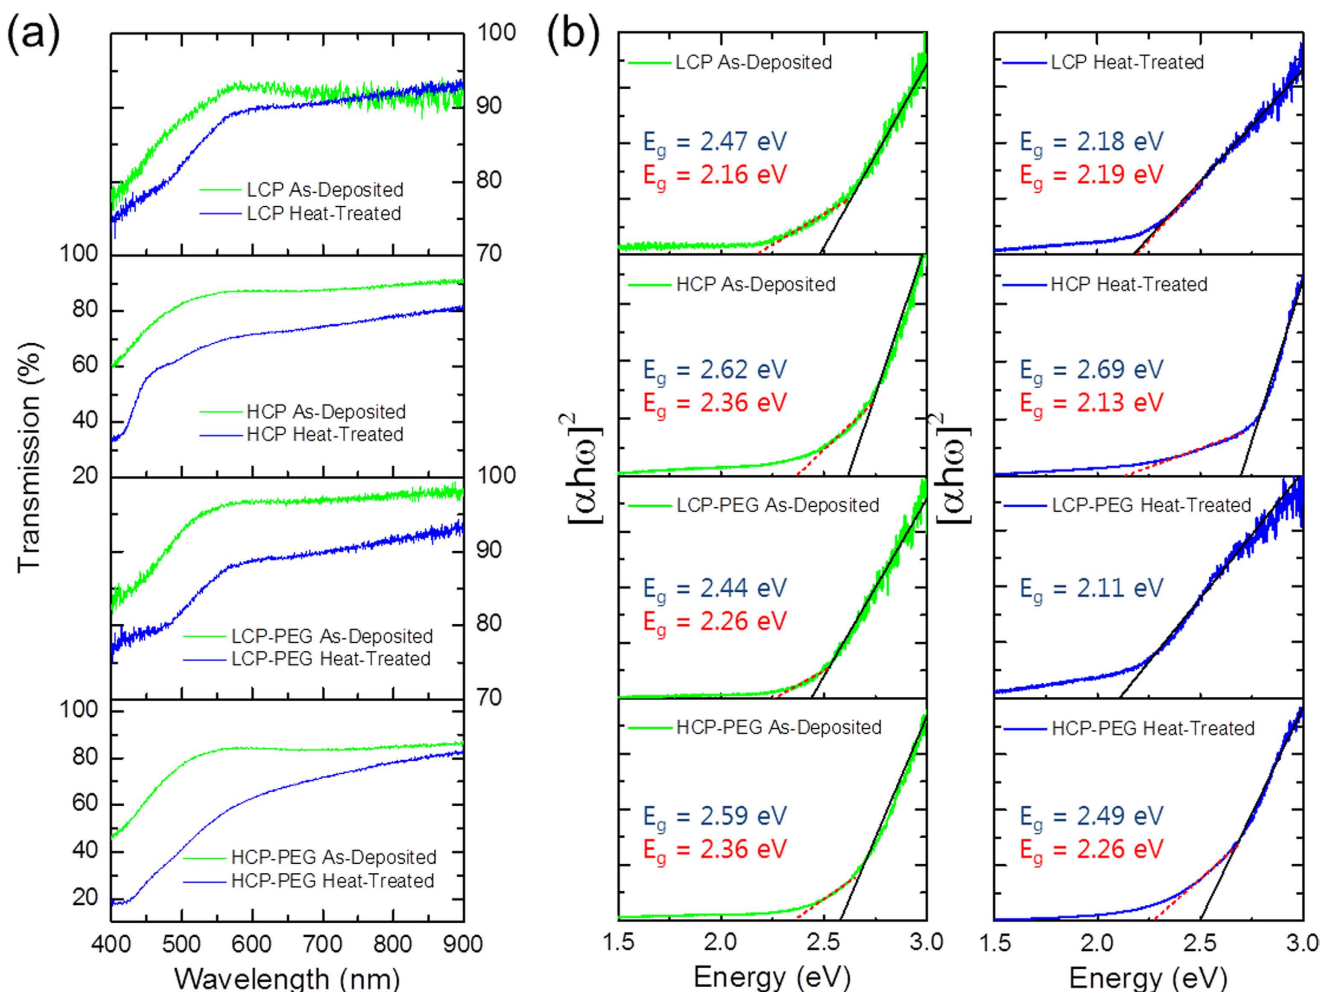 (a)
100
90
80
70
LCP As-Deposited
LCP Heat-Treated
100
80
60
40
20
HCP As-Deposited
HCP Heat-Treated
100
90
80
70
LCP-PEG As-Deposited
LCP-PEG Heat-Treated
100
80
60
40
20
HCP-PEG As-Deposited
HCP-PEG Heat-Treated
400 500 600 700 800 900
Wavelength (nm)
Transmission (%)
(b)
LCP As-Deposited
Eg = 2.47 eV
Eg = 2.16 eV
HCP As-Deposited
Eg = 2.62 eV
Eg = 2.36 eV
LCP-PEG As-Deposited
Eg = 2.44 eV
Eg = 2.26 eV
HCP-PEG As-Deposited
Eg = 2.59 eV
Eg = 2.36 eV
1.5 2.0 2.5 3.0
Energy (eV)
[αhω]²
LCP Heat-Treated
Eg = 2.18 eV
Eg = 2.19 eV
HCP Heat-Treated
Eg = 2.69 eV
Eg = 2.13 eV
LCP-PEG Heat-Treated
Eg = 2.11 eV
HCP-PEG Heat-Treated
Eg = 2.49 eV
Eg = 2.26 eV
1.5 2.0 2.5 3.0
Energy (eV)
[αhω]²